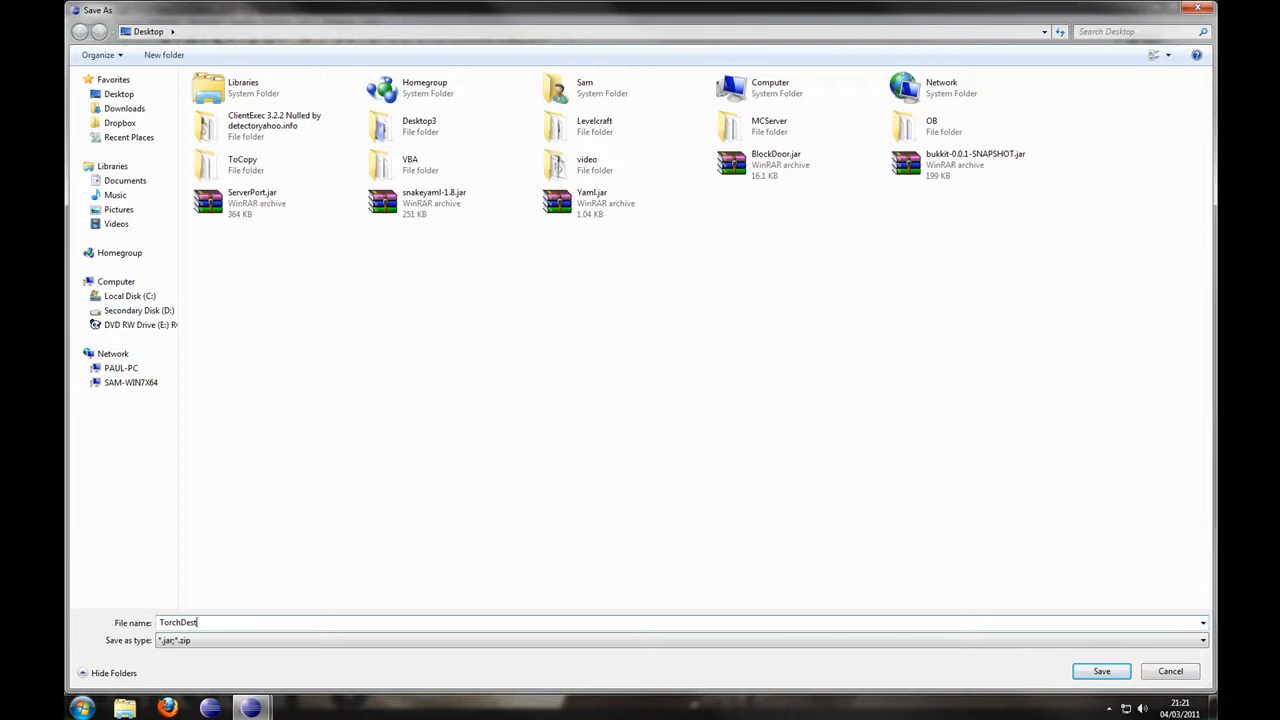 Save As
Desktop
Search Desktop
Organize
New folder
Favorites
Desktop
Downloads
Dropbox
Recent Places
Libraries
Documents
Music
Pictures
Videos
Homegroup
Computer
Local Disk (C:)
Secondary Disk (D:)
DVD RW Drive (E:) R
Network
PAUL-PC
SAM-WIN7X64
Libraries
System Folder
Homegroup
System Folder
Sam
System Folder
Computer
System Folder
Network
System Folder
ClientExec 3.2.2 Nulled by
detectoryahoo.info
File folder
Desktop3
File folder
Levelcraft
File folder
MCServer
File folder
OB
File folder
ToCopy
File folder
VBA
File folder
video
File folder
BlockDoor.jar
WinRAR archive
16.1 KB
bukkit-0.0.1-SNAPSHOT.jar
WinRAR archive
199 KB
ServerPort.jar
WinRAR archive
364 KB
snakeyaml-1.8.jar
WinRAR archive
251 KB
Yaml.jar
WinRAR archive
1.04 KB
File name: TorchDest
Save as type: *.jar;*.zip
Hide Folders
Save
Cancel
21:21
04/03/2011